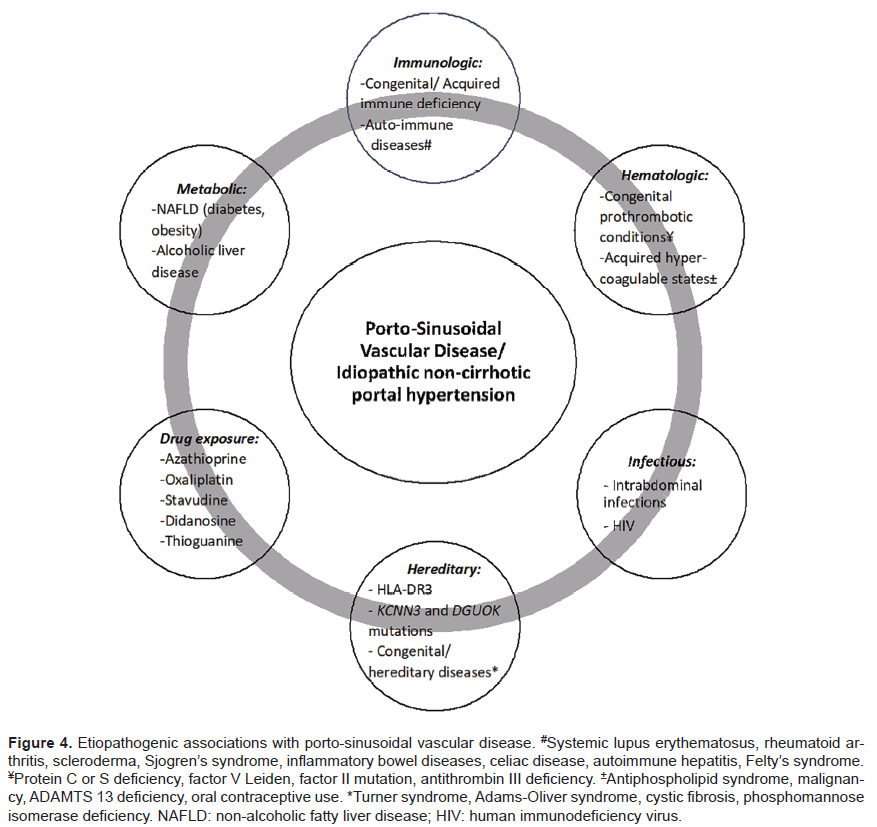 Immunologic:
-Congenital/ Acquired
immune deficiency
-Auto-immune
diseases#
Hematologic:
-Congenital
prothrombotic
conditions¥
-Acquired hyper-
coagulable states±
Infectious:
- Intrabdominal
infections
- HIV
Hereditary:
- HLA-DR3
- KCNN3 and DGUOK
mutations
- Congenital/
hereditary diseases*
Drug exposure:
-Azathioprine
-Oxaliplatin
-Stavudine
-Didanosine
-Thioguanine
Metabolic:
-NAFLD (diabetes,
obesity)
-Alcoholic liver
disease
Porto-Sinusoidal
Vascular Disease/
Idiopathic non-cirrhotic
portal hypertension
Figure 4. Etiopathogenic associations with porto-sinusoidal vascular disease. #Systemic lupus erythematosus, rheumatoid ar-
thritis, scleroderma, Sjogren's syndrome, inflammatory bowel diseases, celiac disease, autoimmune hepatitis, Felty's syndrome.
¥Protein C or S deficiency, factor V Leiden, factor II mutation, antithrombin III deficiency. ±Antiphospholipid syndrome, malignan-
cy, ADAMTS 13 deficiency, oral contraceptive use. *Turner syndrome, Adams-Oliver syndrome, cystic fibrosis, phosphomannose
isomerase deficiency. NAFLD: non-alcoholic fatty liver disease; HIV: human immunodeficiency virus.